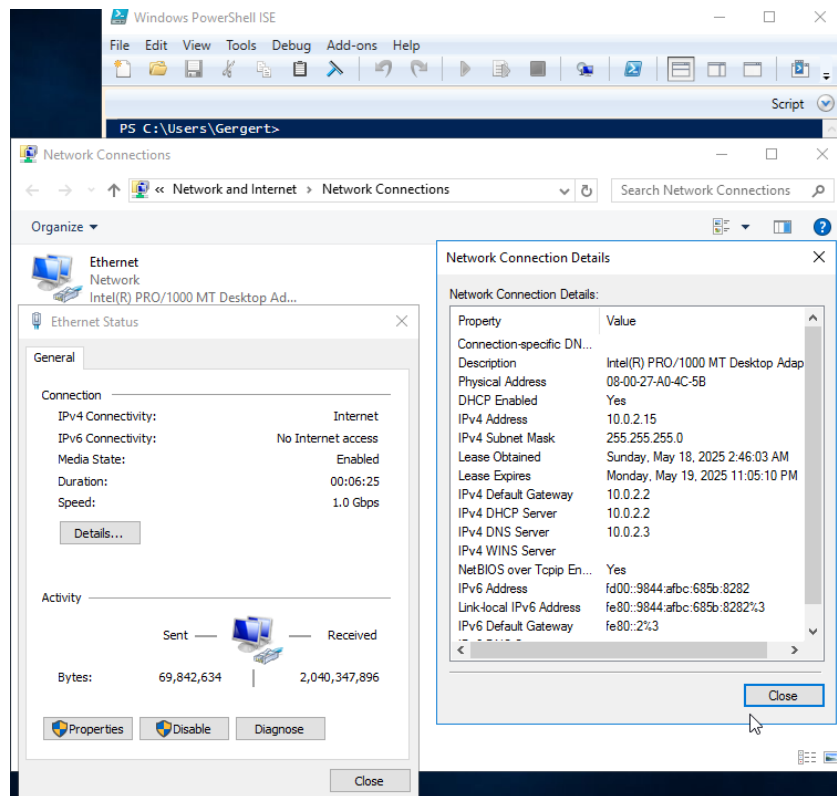 Windows PowerShell ISE
File Edit View Tools Debug Add-ons Help
Script
PS C:\Users\Gergert>
Network Connections
« Network and Internet › Network Connections
Search Network Connections
Organize
Ethernet
Network
Intel(R) PRO/1000 MT Desktop Ad...
Ethernet Status
General
Connection
IPv4 Connectivity: Internet
IPv6 Connectivity: No Internet access
Media State: Enabled
Duration: 00:06:25
Speed: 1.0 Gbps
Details...
Activity
Sent — — Received
Bytes: 69,842,634 | 2,040,347,896
Properties Disable Diagnose
Close
Network Connection Details
Network Connection Details:
Property Value
Connection-specific DN...
Description Intel(R) PRO/1000 MT Desktop Adap
Physical Address 08-00-27-A0-4C-5B
DHCP Enabled Yes
IPv4 Address 10.0.2.15
IPv4 Subnet Mask 255.255.255.0
Lease Obtained Sunday, May 18, 2025 2:46:03 AM
Lease Expires Monday, May 19, 2025 11:05:10 PM
IPv4 Default Gateway 10.0.2.2
IPv4 DHCP Server 10.0.2.2
IPv4 DNS Server 10.0.2.3
IPv4 WINS Server
NetBIOS over Tcpip En... Yes
IPv6 Address fd00::9844:afbc:685b:8282
Link-local IPv6 Address fe80::9844:afbc:685b:8282%3
IPv6 Default Gateway fe80::2%3
Close